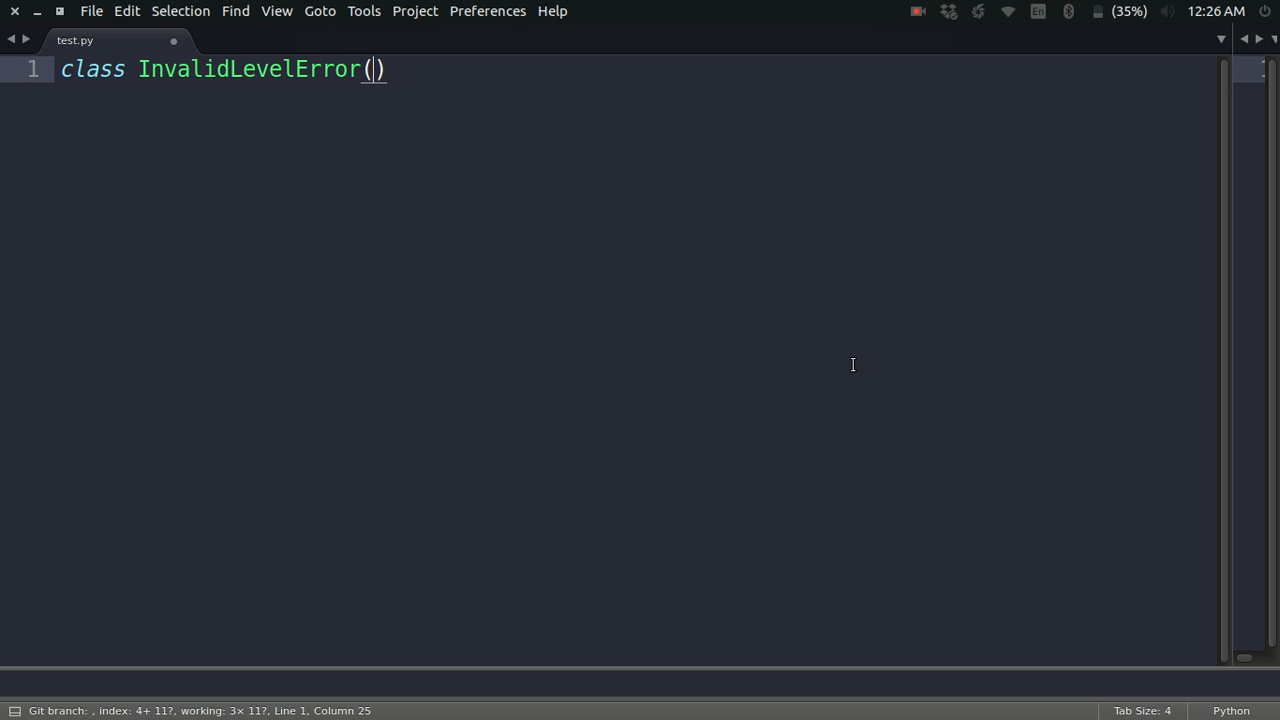 File Edit Selection Find View Goto Tools Project Preferences Help En (35%) 12:26 AM
test.py
1 class InvalidLevelError()
Git branch: , index: 4+ 11?, working: 3× 11?, Line 1, Column 25 Tab Size: 4 Python